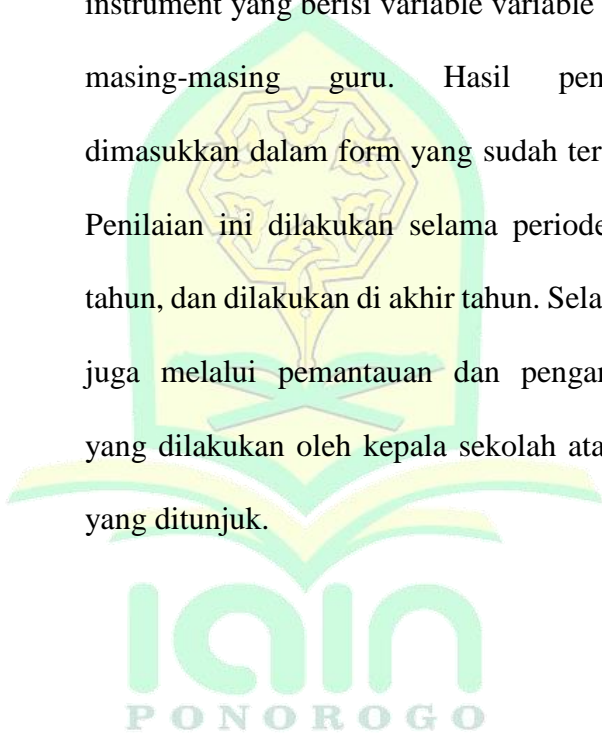 instrument yang berisi variable variable
masing-masing guru. Hasil pen
dimasukkan dalam form yang sudah ter
Penilaian ini dilakukan selama periode
tahun, dan dilakukan di akhir tahun. Sela
juga melalui pemantauan dan pengam
yang dilakukan oleh kepala sekolah ata
yang ditunjuk.
iain
PONOROGO